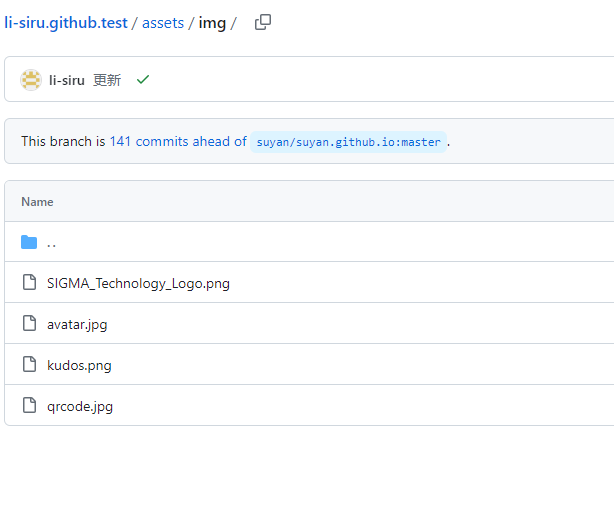 li-siru.github.test / assets / img /
li-siru 更新
This branch is 141 commits ahead of suyan/suyan.github.io:master .
Name
..
SIGMA_Technology_Logo.png
avatar.jpg
kudos.png
qrcode.jpg